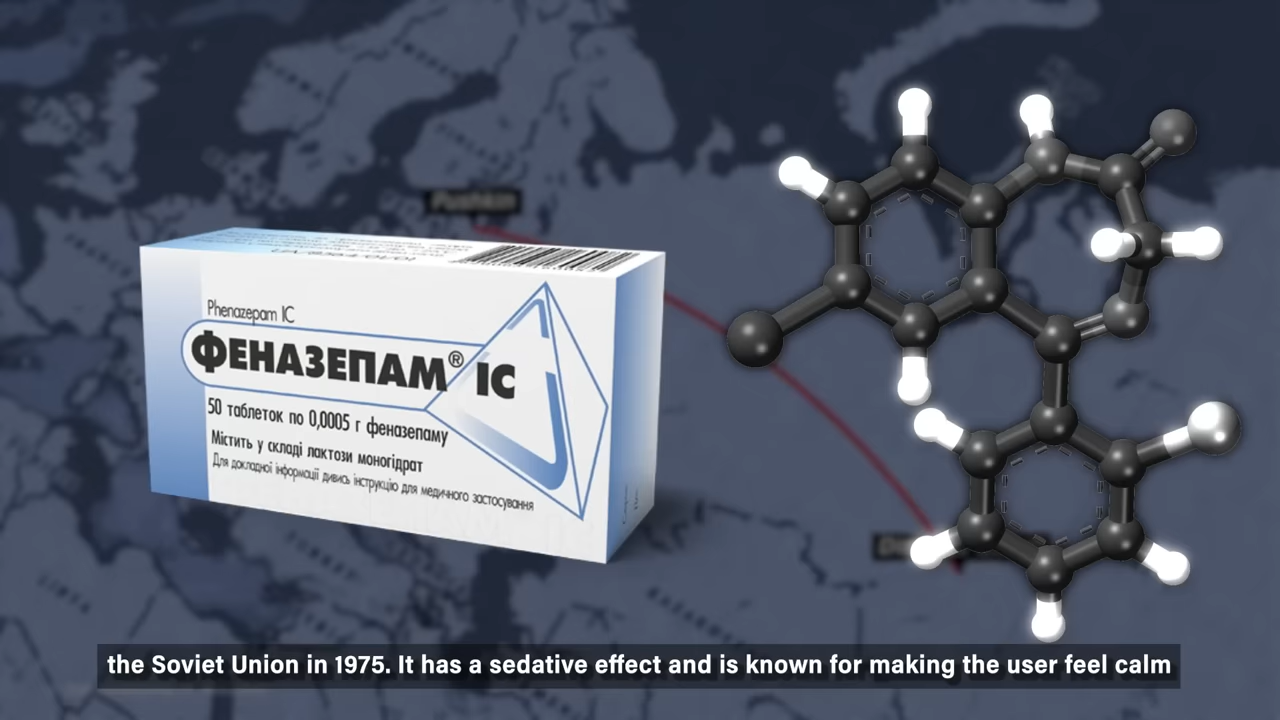 Pushkin
Phenazepam IC
ФЕНАЗЕПАМ® ІС
50 таблеток по 0,0005 г феназепаму
Містить у складі лактози моногідрат
Для докладної інформації дивись інструкцію для медичного застосування
the Soviet Union in 1975. It has a sedative effect and is known for making the user feel calm